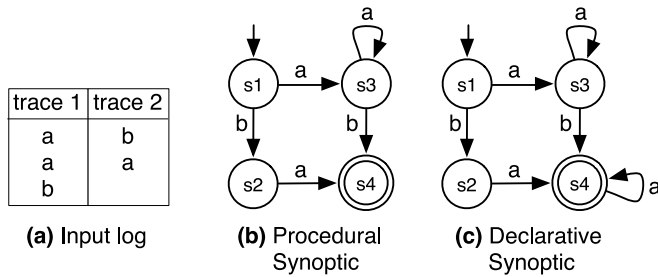 trace 1 trace 2
a b
a a
b
(a) Input log
a
s1 a s3
b b
s2 a s4
(b) Procedural
Synoptic
a
s1 a s3
b b
s2 a s4 a
(c) Declarative
Synoptic